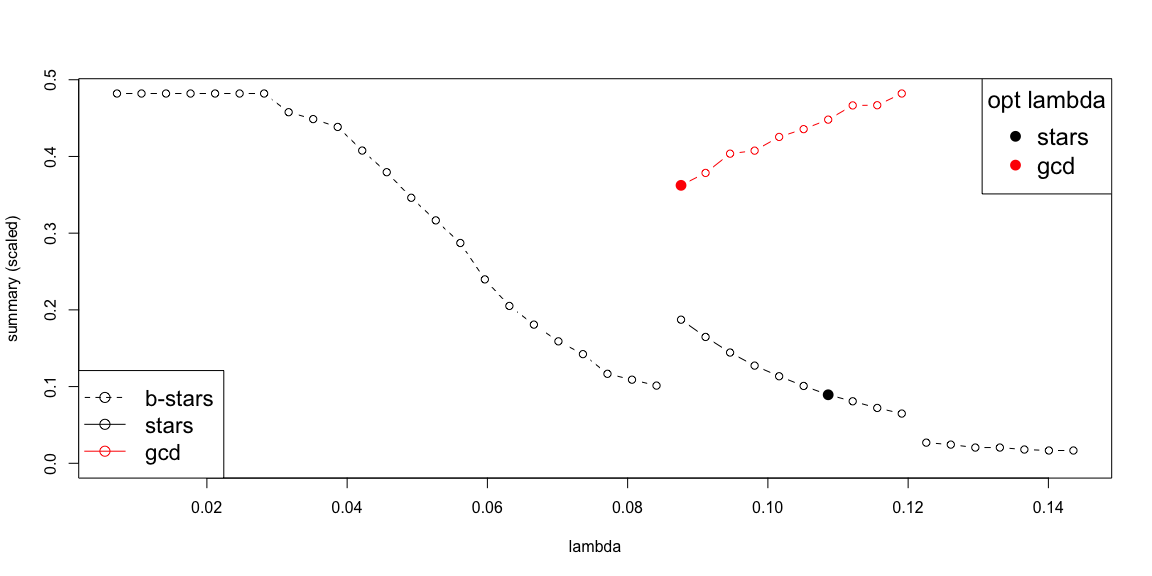 opt lambda
stars
gcd
b-stars
stars
gcd
summary (scaled)
0.5
0.4
0.3
0.2
0.1
0.0
0.02 0.04 0.06 0.08 0.10 0.12 0.14
lambda